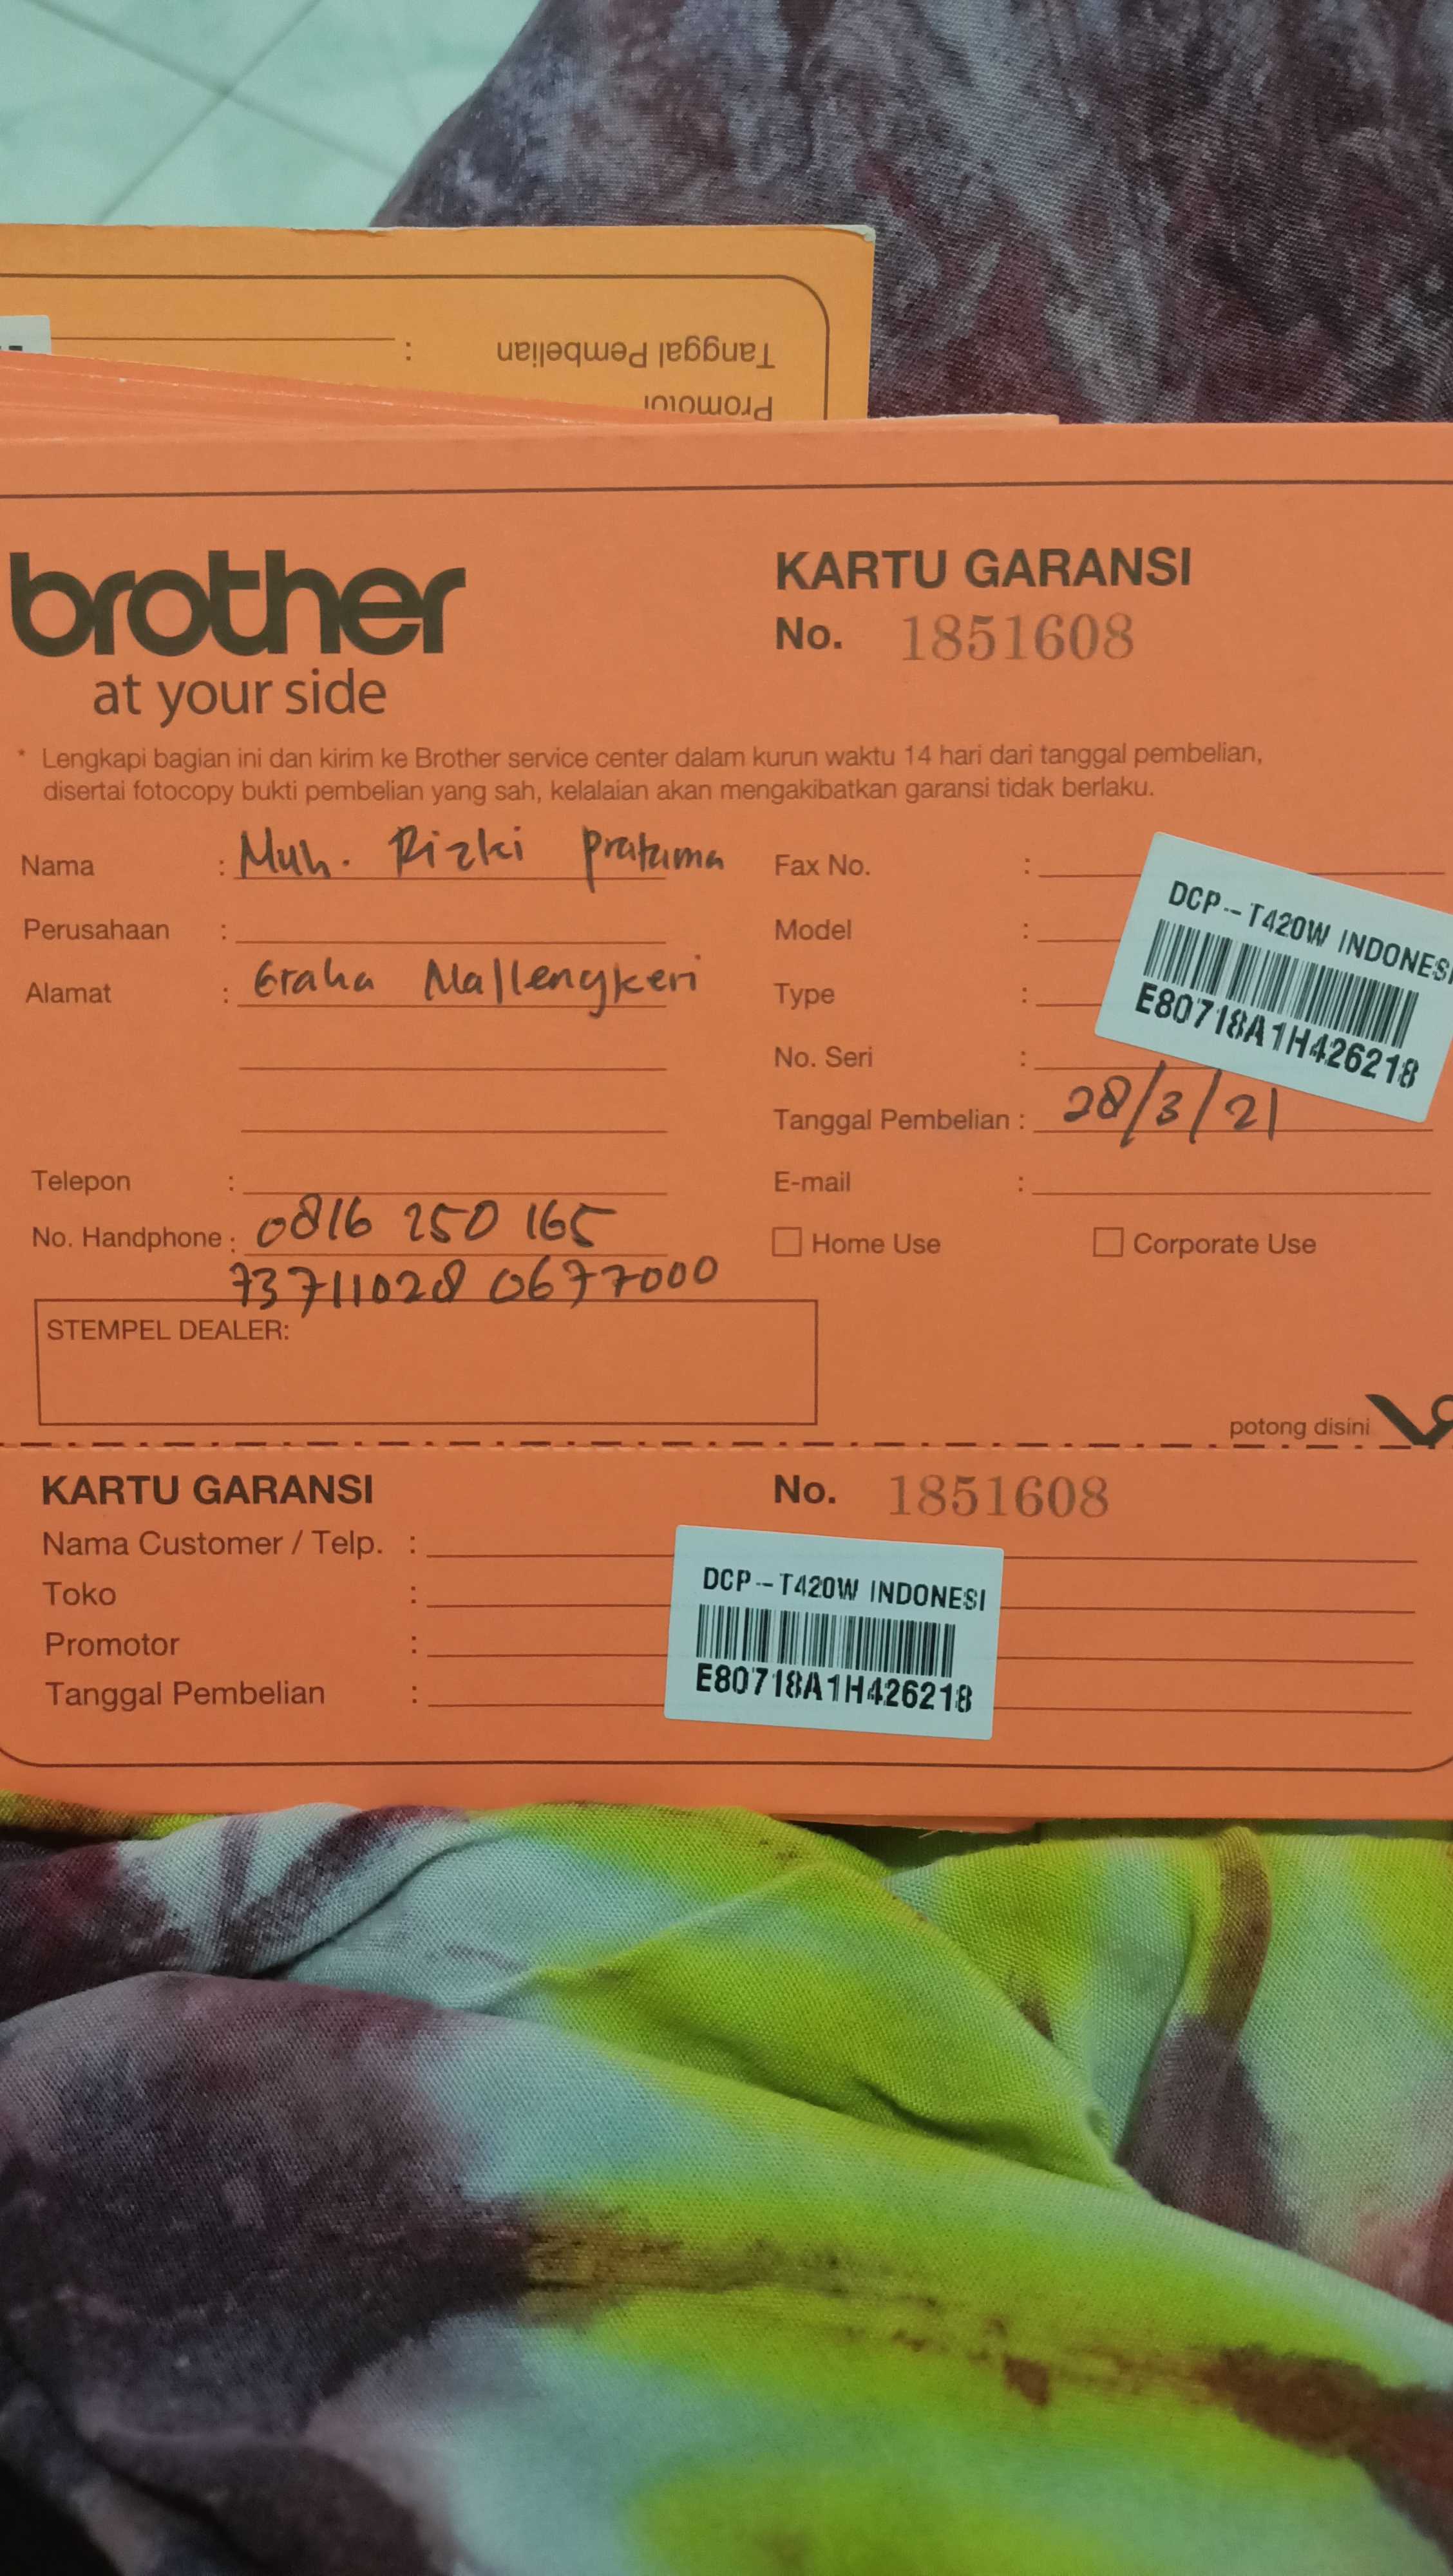 Tanggal Pembelian :
Promotor
brother
at your side
KARTU GARANSI
No. 1851608
* Lengkapi bagian ini dan kirim ke Brother service center dalam kurun waktu 14 hari dari tanggal pembelian,
disertai fotocopy bukti pembelian yang sah, kelalaian akan mengakibatkan garansi tidak berlaku.
Nama : Muh. Rizki Pratama
Perusahaan :
Alamat : Graha Mallengkeri
Telepon :
No. Handphone : 0816 250 165
73711028 0677000
Fax No. :
Model :
Type :
No. Seri :
DCP-T420W INDONESI
E80718A1H426218
Tanggal Pembelian : 28/3/21
E-mail :
Home Use Corporate Use
STEMPEL DEALER:
potong disini
KARTU GARANSI No. 1851608
Nama Customer / Telp. :
Toko :
Promotor :
Tanggal Pembelian :
DCP-T420W INDONESI
E80718A1H426218